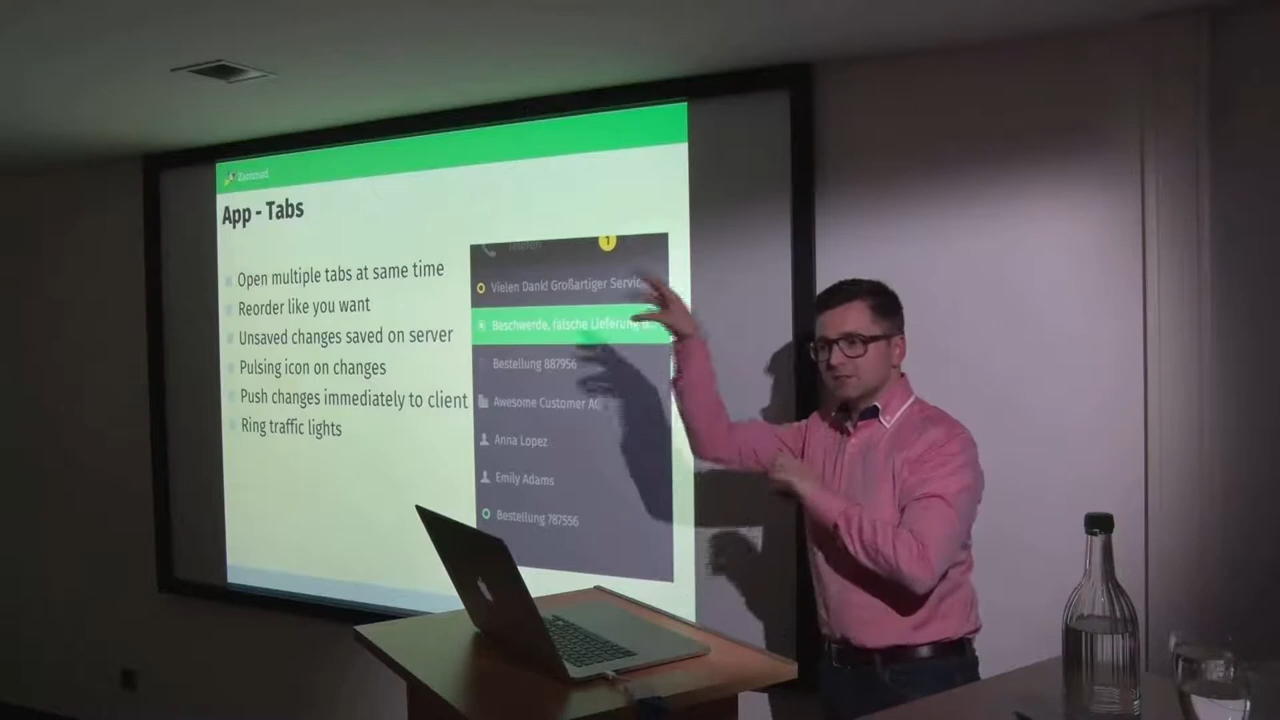 Zammad
App - Tabs
Open multiple tabs at same time
Reorder like you want
Unsaved changes saved on server
Pulsing icon on changes
Push changes immediately to client
Ring traffic lights
Telefon
1
Vielen Dank! Großartiger Servic...
Beschwerde, falsche Lieferung
Bestellung 887956
Awesome Customer
Anna Lopez
Emily Adams
Bestellung 787556